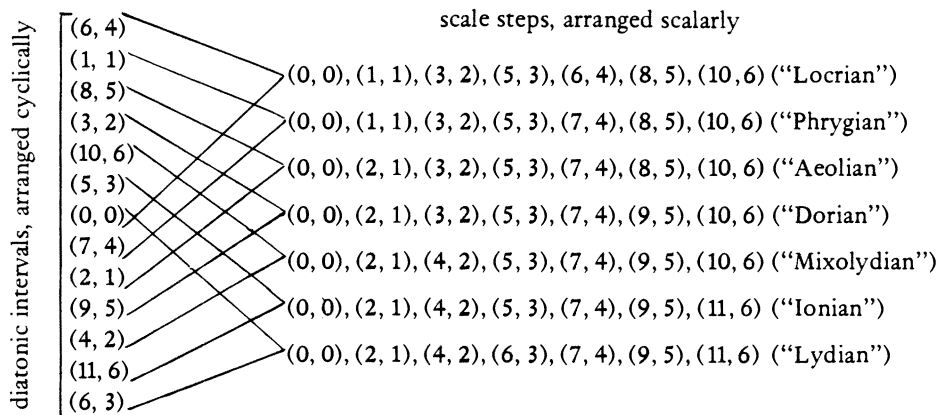 scale steps, arranged scalarly
diatonic intervals, arranged cyclically
(6, 4)
(1, 1)
(8, 5)
(3, 2)
(10, 6)
(5, 3)
(0, 0)
(7, 4)
(2, 1)
(9, 5)
(4, 2)
(11, 6)
(6, 3)
(0, 0), (1, 1), (3, 2), (5, 3), (6, 4), (8, 5), (10, 6) (“Locrian”)
(0, 0), (1, 1), (3, 2), (5, 3), (7, 4), (8, 5), (10, 6) (“Phrygian”)
(0, 0), (2, 1), (3, 2), (5, 3), (7, 4), (8, 5), (10, 6) (“Aeolian”)
(0, 0), (2, 1), (3, 2), (5, 3), (7, 4), (9, 5), (10, 6) (“Dorian”)
(0, 0), (2, 1), (4, 2), (5, 3), (7, 4), (9, 5), (10, 6) (“Mixolydian”)
(0, 0), (2, 1), (4, 2), (5, 3), (7, 4), (9, 5), (11, 6) (“Ionian”)
(0, 0), (2, 1), (4, 2), (6, 3), (7, 4), (9, 5), (11, 6) (“Lydian”)